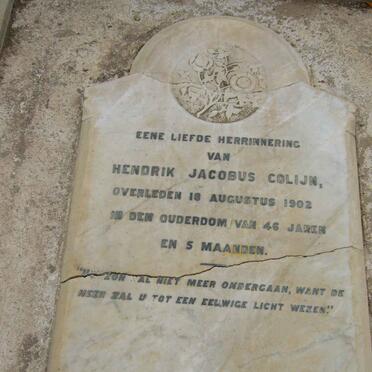 EENE LIEFDE HERRINNERING
VAN
HENDRIK JACOBUS COLIJN,
OVERLEDEN 18 AUGUSTUS 1902
IN DEN OUDERDOM VAN 46 JAREN
EN 5 MAANDEN.
ZON AL NIET MEER ONDERGAAN, WANT DE
HEER ZAL U TOT EEN EEUWIGE LICHT WEZEN."